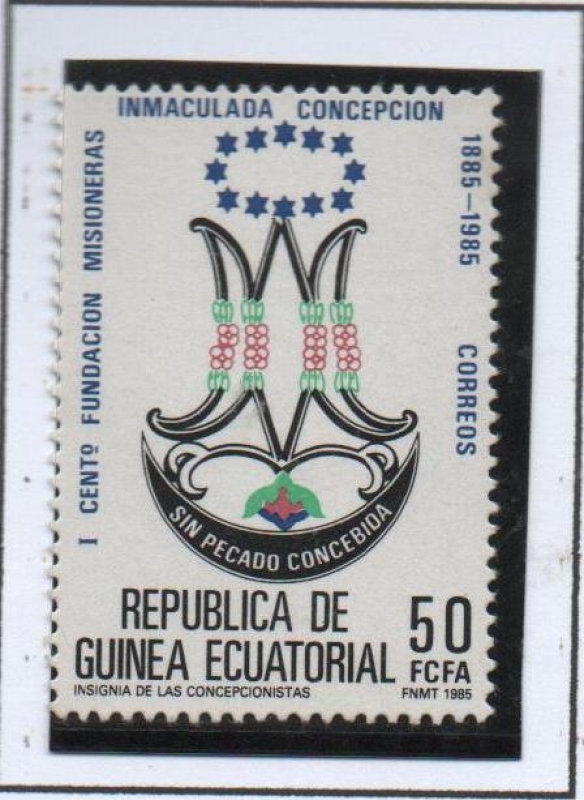 I CENTº FUNDACION MISIONERAS
INMACULADA CONCEPCION
1885-1985 CORREOS
SIN PECADO CONCEBIDA
REPUBLICA DE
GUINEA ECUATORIAL
50
FCFA
INSIGNIA DE LAS CONCEPCIONISTAS
FNMT 1985